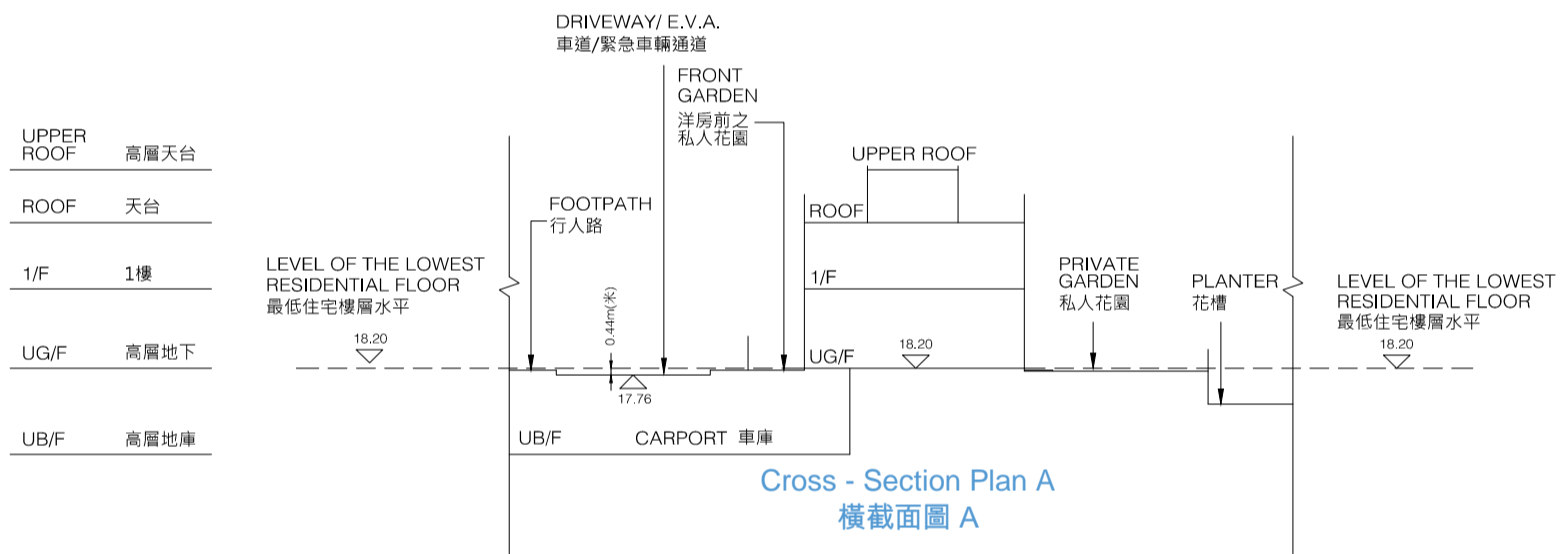 DRIVEWAY/ E.V.A.
車道/緊急車輛通道
FRONT
GARDEN
洋房前之
私人花園
UPPER
ROOF 高層天台
UPPER ROOF
ROOF 天台
FOOTPATH
行人路
ROOF
1/F 1樓
LEVEL OF THE LOWEST
RESIDENTIAL FLOOR
最低住宅樓層水平
18.20
0.44m(米)
1/F
PRIVATE
GARDEN
私人花園
PLANTER
花槽
LEVEL OF THE LOWEST
RESIDENTIAL FLOOR
最低住宅樓層水平
18.20
UG/F 高層地下
UG/F
18.20
17.76
UB/F 高層地庫
UB/F CARPORT 車庫
Cross - Section Plan A
橫截面圖 A